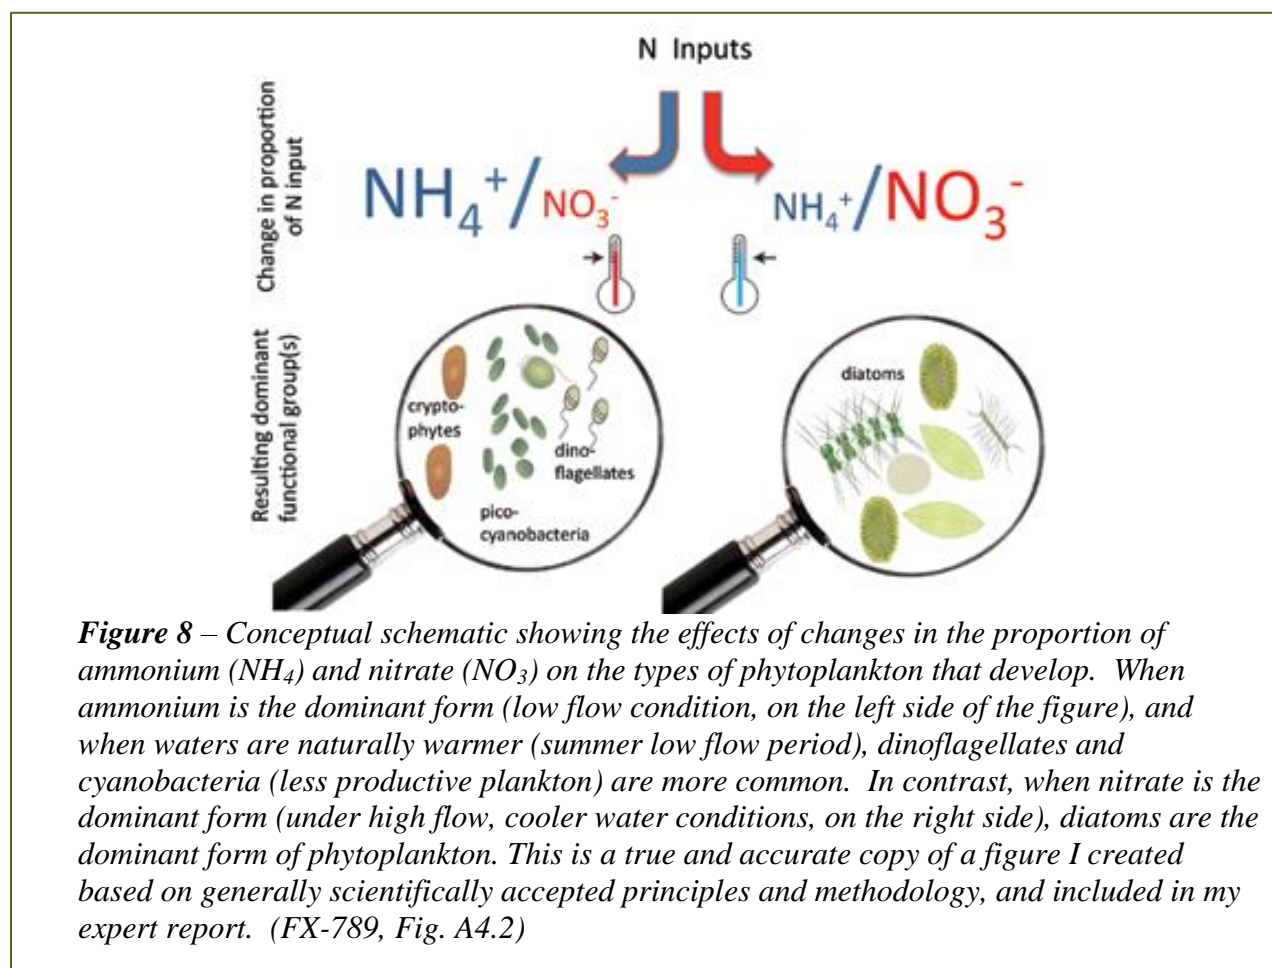 N Inputs
Change in proportion
of N input
NH₄⁺/NO₃⁻
NH₄⁺/NO₃⁻
Resulting dominant
functional group(s)
crypto-
phytes
dino-
flagellates
pico-
cyanobacteria
diatoms
Figure 8 – Conceptual schematic showing the effects of changes in the proportion of
ammonium (NH₄) and nitrate (NO₃) on the types of phytoplankton that develop.  When
ammonium is the dominant form (low flow condition, on the left side of the figure), and
when waters are naturally warmer (summer low flow period), dinoflagellates and
cyanobacteria (less productive plankton) are more common.  In contrast, when nitrate is the
dominant form (under high flow, cooler water conditions, on the right side), diatoms are the
dominant form of phytoplankton. This is a true and accurate copy of a figure I created
based on generally scientifically accepted principles and methodology, and included in my
expert report.  (FX-789, Fig. A4.2)